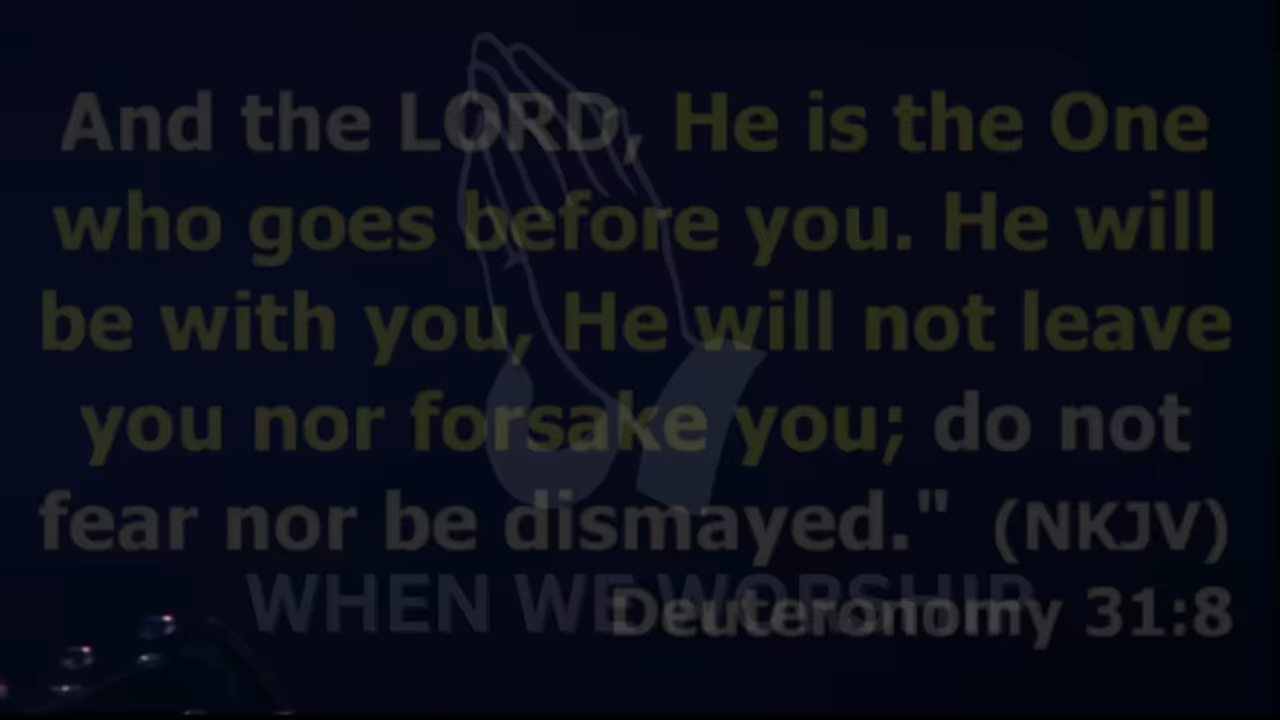 And the LORD, He is the One
who goes before you. He will
be with you, He will not leave
you nor forsake you; do not
fear nor be dismayed." (NKJV)
WHEN WE WORSHIP
Deuteronomy 31:8